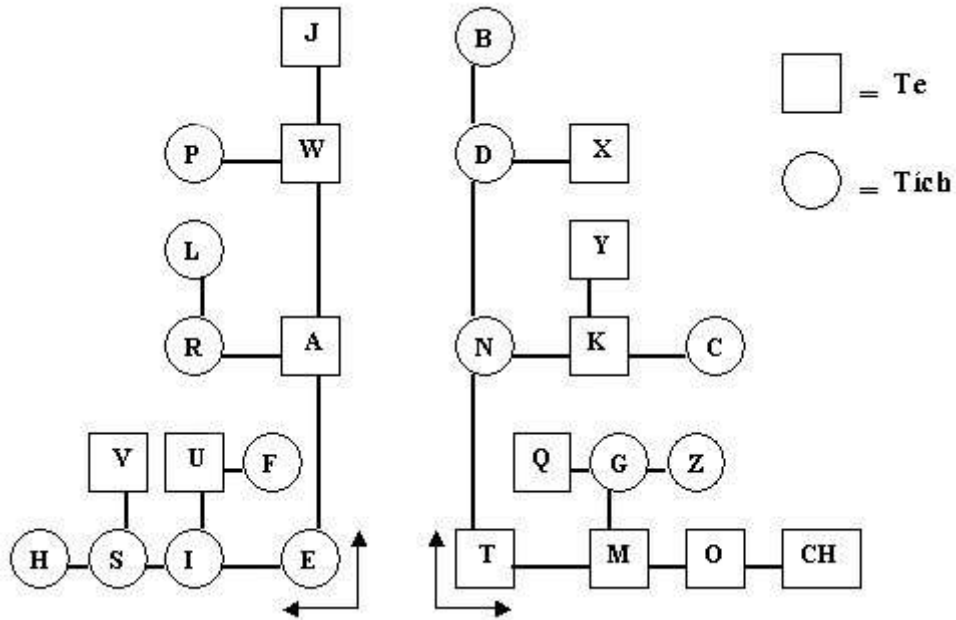 J B
= Te
P W D X
= Tích
L Y
R A N K C
V U F Q G Z
H S I E T M O CH